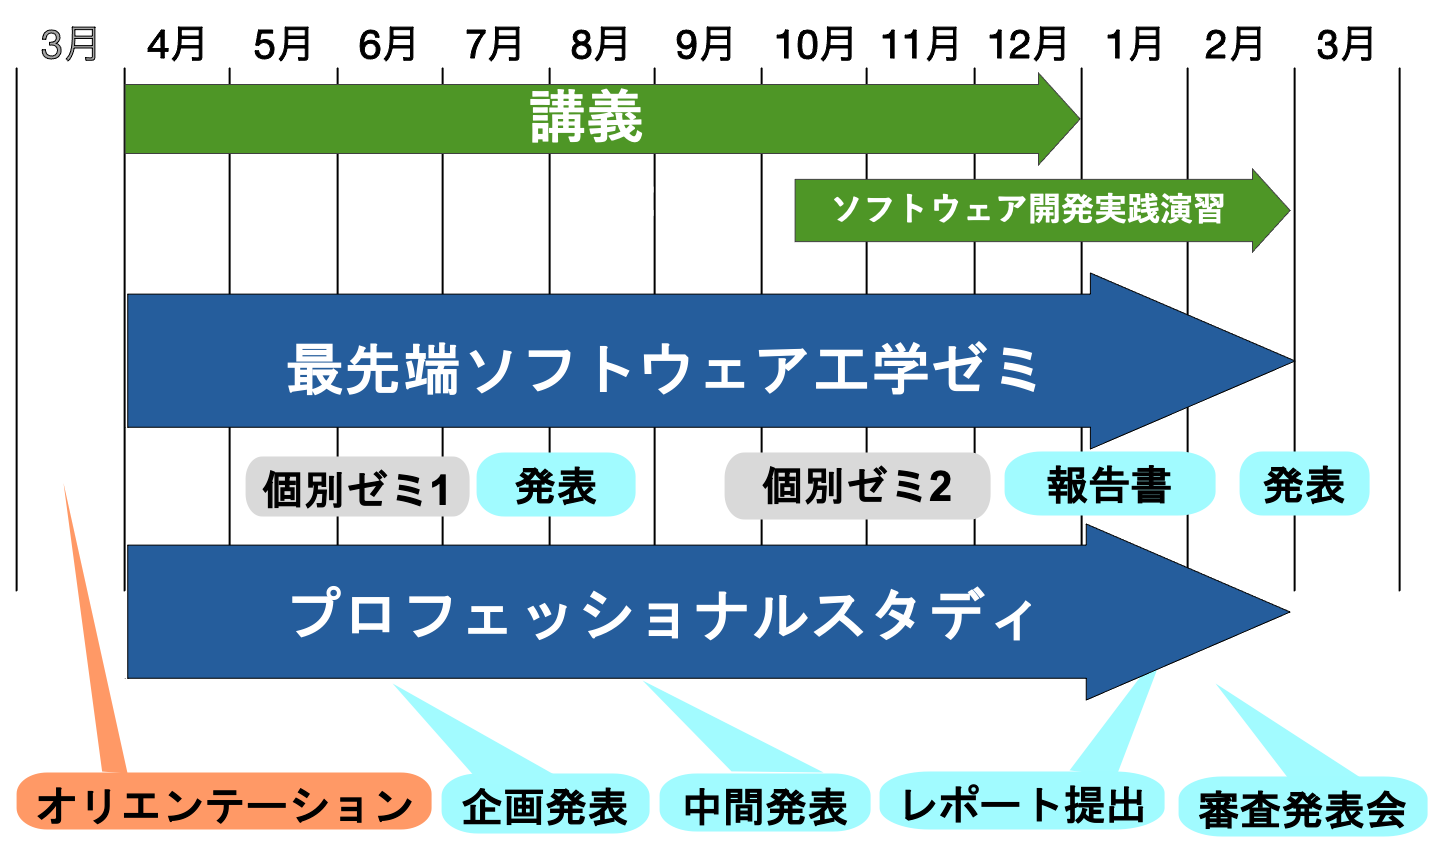 3月 4月 5月 6月 7月 8月 9月 10月 11月 12月 1月 2月 3月
講義
ソフトウェア開発実践演習
最先端ソフトウェア工学ゼミ
個別ゼミ1 発表 個別ゼミ2 報告書 発表
プロフェッショナルスタディ
オリエンテーション 企画発表 中間発表 レポート提出 審査発表会